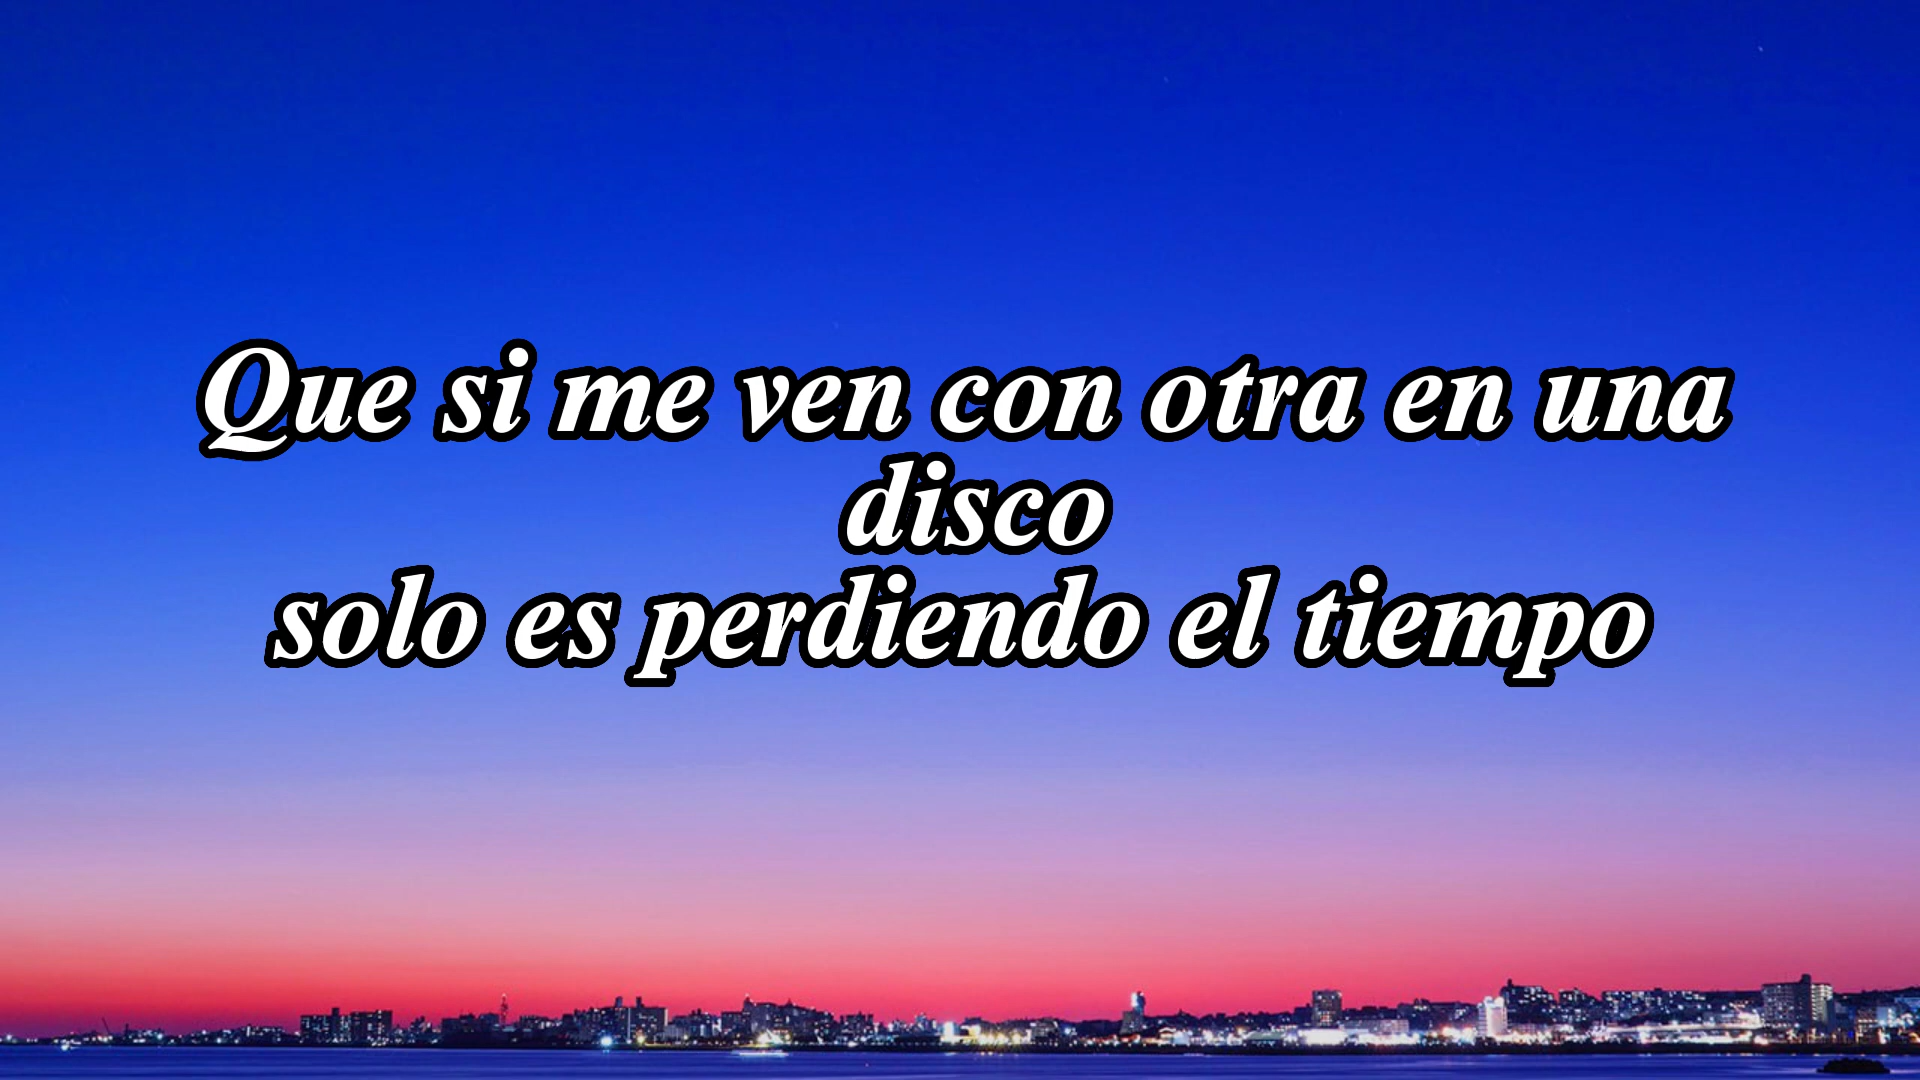 Que si me ven con otra en una
disco
solo es perdiendo el tiempo